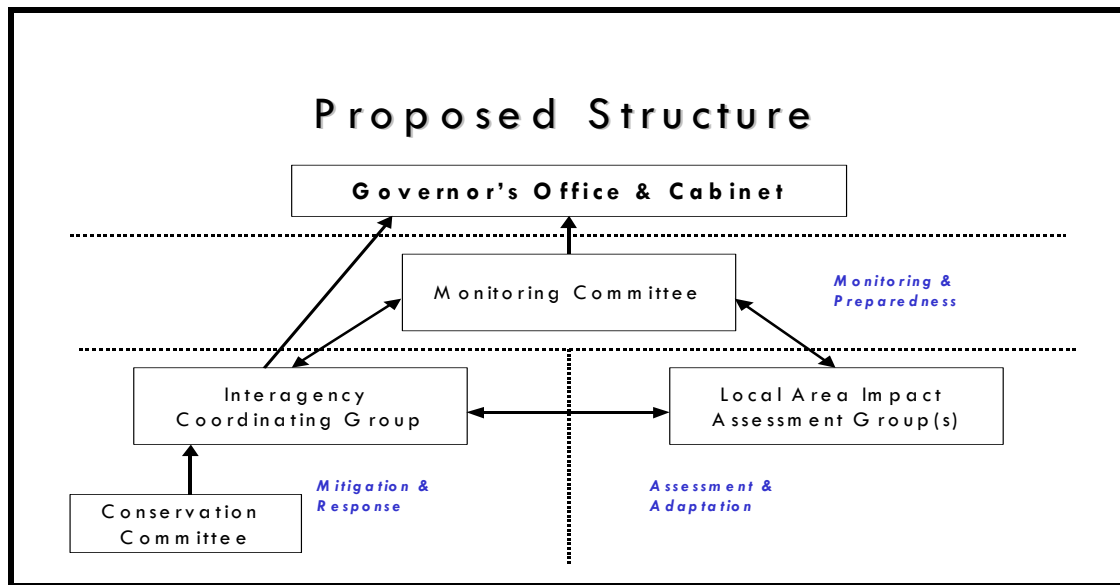 Proposed Structure
Governor's Office & Cabinet
Monitoring Committee
Monitoring &
Preparedness
Interagency
Coordinating Group
Local Area Impact
Assessment Group(s)
Mitigation &
Response
Assessment &
Adaptation
Conservation
Committee